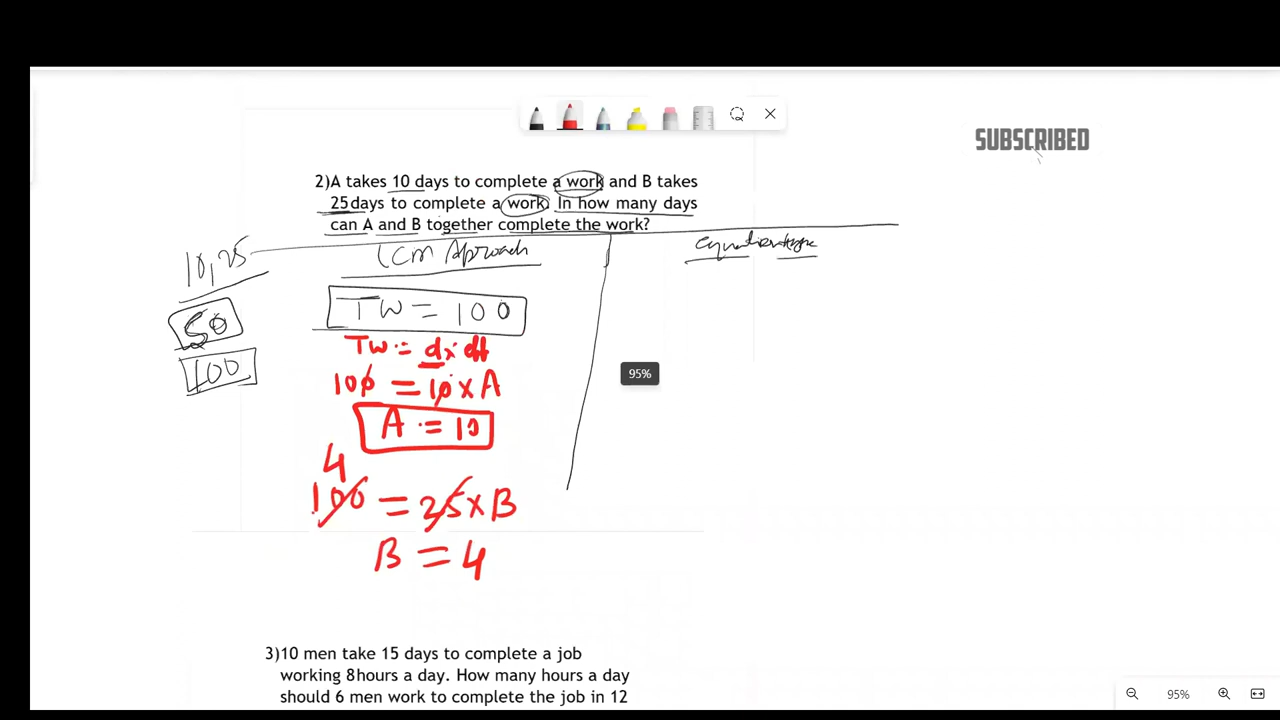 SUBSCRIBED
2)A takes 10 days to complete a work and B takes
25days to complete a work. In how many days
can A and B together complete the work?
10,25
LCM Aproach
50
100
TW = 100
TW = d x eff
100 = 10 x A
A = 10
4
100 = 25 x B
B = 4
95%
3)10 men take 15 days to complete a job
working 8hours a day. How many hours a day
should 6 men work to complete the job in 12
95%